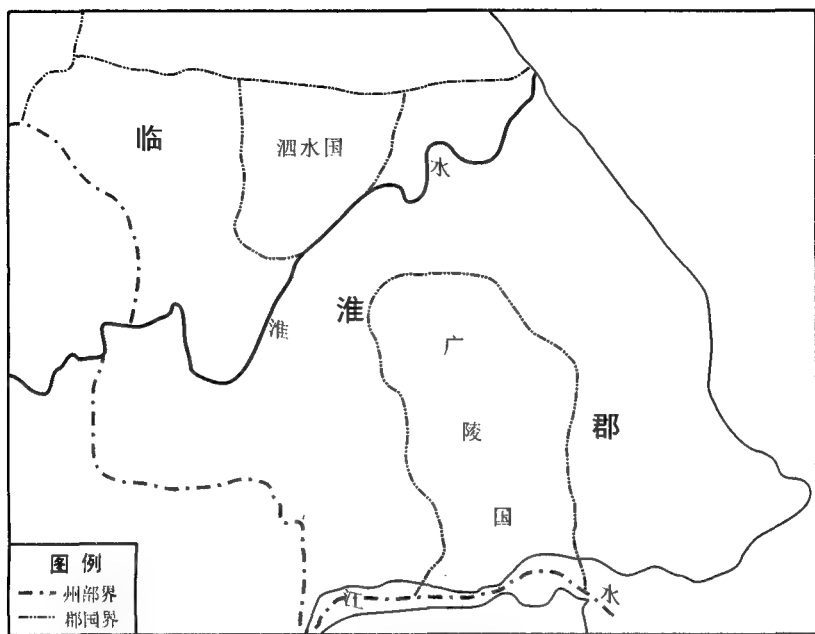 临
泗水国
水
淮
淮
广
陵
国
郡
江
水
图例
州部界
郡国界